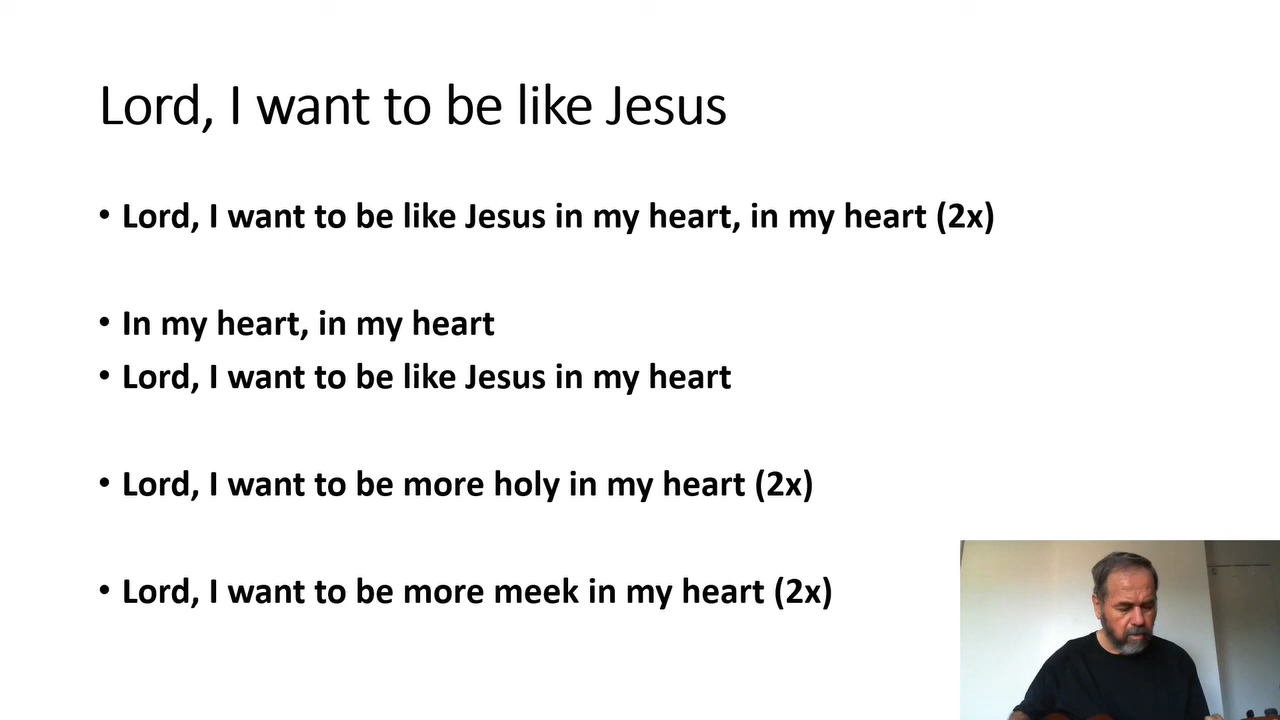 Lord, I want to be like Jesus
• Lord, I want to be like Jesus in my heart, in my heart (2x)
• In my heart, in my heart
• Lord, I want to be like Jesus in my heart
• Lord, I want to be more holy in my heart (2x)
• Lord, I want to be more meek in my heart (2x)